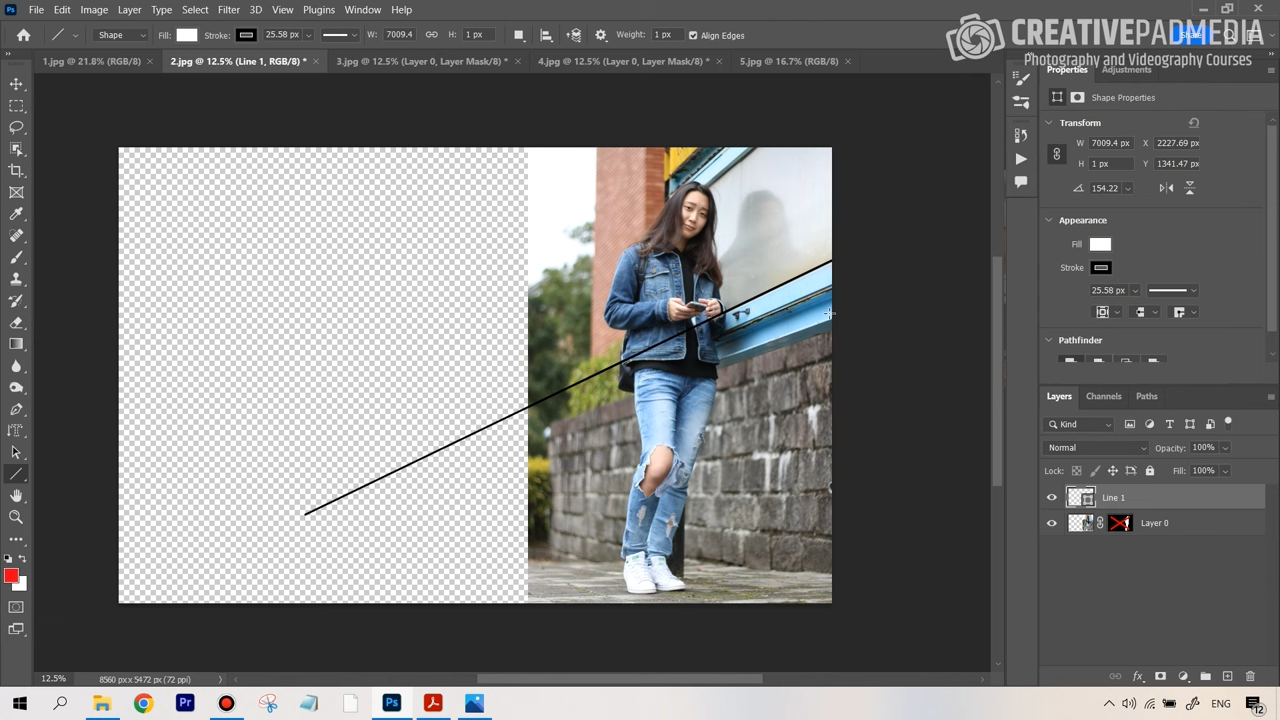 Ps File Edit Image Layer Type Select Filter 3D View Plugins Window Help
CREATIVEPADMEDIA
Photography and Videography Courses
Shape Fill: Stroke: 25.58 px W: 7009.4 H: 1 px Weight: 1 px Align Edges Share
1.jpg @ 21.8% (RGB/8) × 2.jpg @ 12.5% (Line 1, RGB/8) * × 3.jpg @ 12.5% (Layer 0, Layer Mask/8) * × 4.jpg @ 12.5% (Layer 0, Layer Mask/8) * × 5.jpg @ 16.7% (RGB/8) ×
Properties Adjustments
Shape Properties
Transform
W 7009.4 px X 2227.69 px
H 1 px Y 1341.47 px
154.22
Appearance
Fill
Stroke
25.58 px
Pathfinder
Layers Channels Paths
Kind
Normal Opacity: 100%
Lock: Fill: 100%
Line 1
Layer 0
12.5% 8560 px x 5472 px (72 ppi)
Pr Ps ENG 12